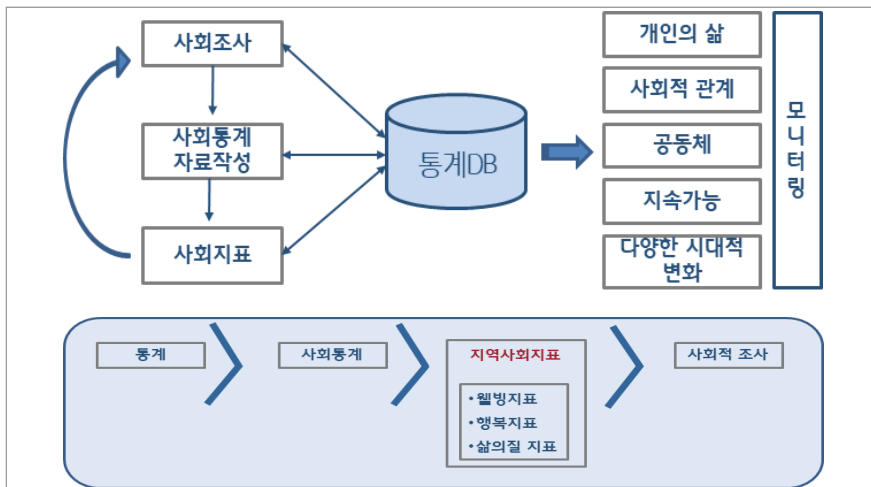 사회조사
사회통계
자료작성
사회지표
통계DB
개인의 삶
사회적 관계
공동체
지속가능
다양한 시대적
변화
모니터링
통계
사회통계
지역사회지표
•웰빙지표
•행복지표
•삶의질 지표
사회적 조사